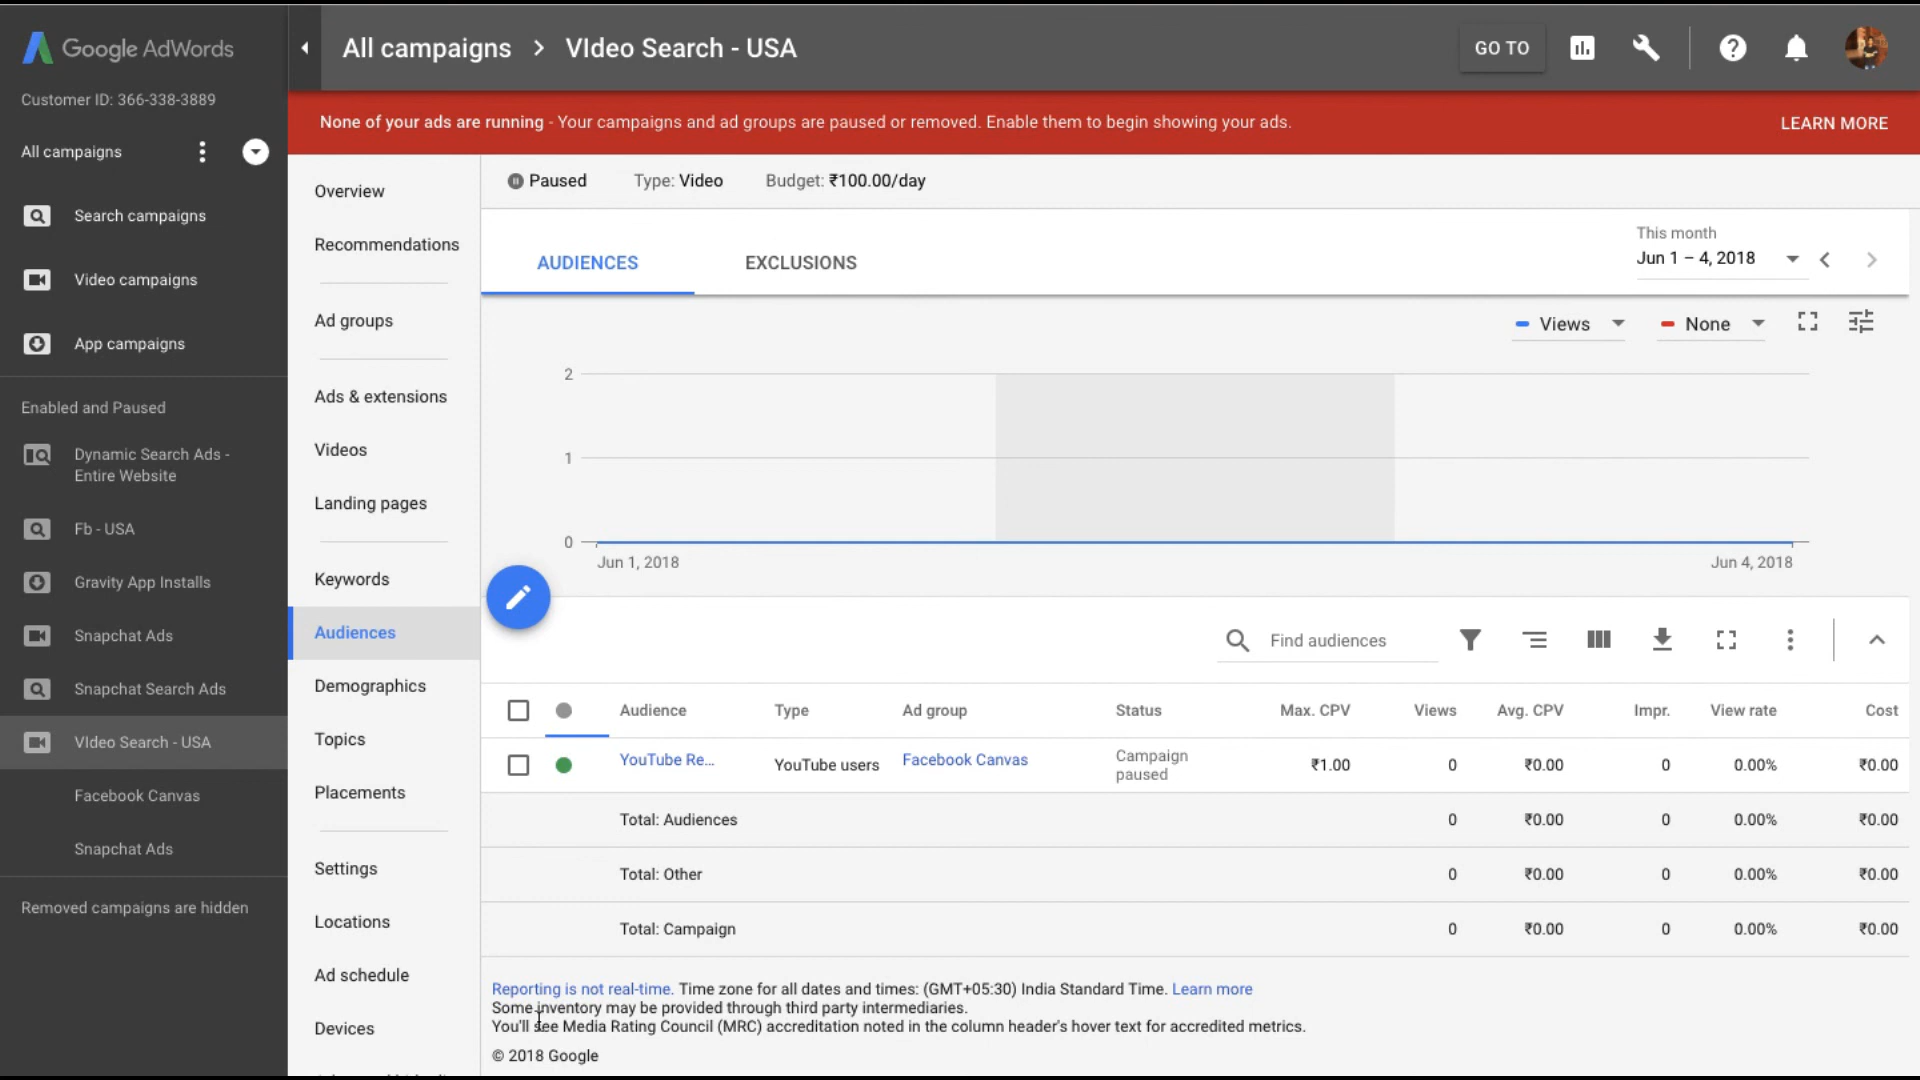 Google AdWords
Customer ID: 366-338-3889
All campaigns
Search campaigns
Video campaigns
App campaigns
Enabled and Paused
Dynamic Search Ads -
Entire Website
Fb - USA
Gravity App Installs
Snapchat Ads
Snapchat Search Ads
VIdeo Search - USA
Facebook Canvas
Snapchat Ads
Removed campaigns are hidden
All campaigns > VIdeo Search - USA
GO TO
None of your ads are running - Your campaigns and ad groups are paused or removed. Enable them to begin showing your ads.
LEARN MORE
Overview
Recommendations
Ad groups
Ads & extensions
Videos
Landing pages
Keywords
Audiences
Demographics
Topics
Placements
Settings
Locations
Ad schedule
Devices
Paused Type: Video Budget: ₹100.00/day
AUDIENCES EXCLUSIONS
This month
Jun 1 – 4, 2018
Views None
2
1
0
Jun 1, 2018 Jun 4, 2018
Find audiences
Audience Type Ad group Status Max. CPV Views Avg. CPV Impr. View rate Cost
YouTube Re... YouTube users Facebook Canvas Campaign paused ₹1.00 0 ₹0.00 0 0.00% ₹0.00
Total: Audiences 0 ₹0.00 0 0.00% ₹0.00
Total: Other 0 ₹0.00 0 0.00% ₹0.00
Total: Campaign 0 ₹0.00 0 0.00% ₹0.00
Reporting is not real-time. Time zone for all dates and times: (GMT+05:30) India Standard Time. Learn more
Some inventory may be provided through third party intermediaries.
You'll see Media Rating Council (MRC) accreditation noted in the column header's hover text for accredited metrics.
© 2018 Google